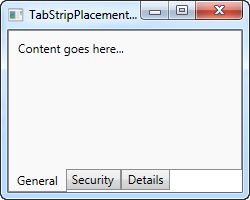 TabStripPlacement...
Content goes here...
General Security Details